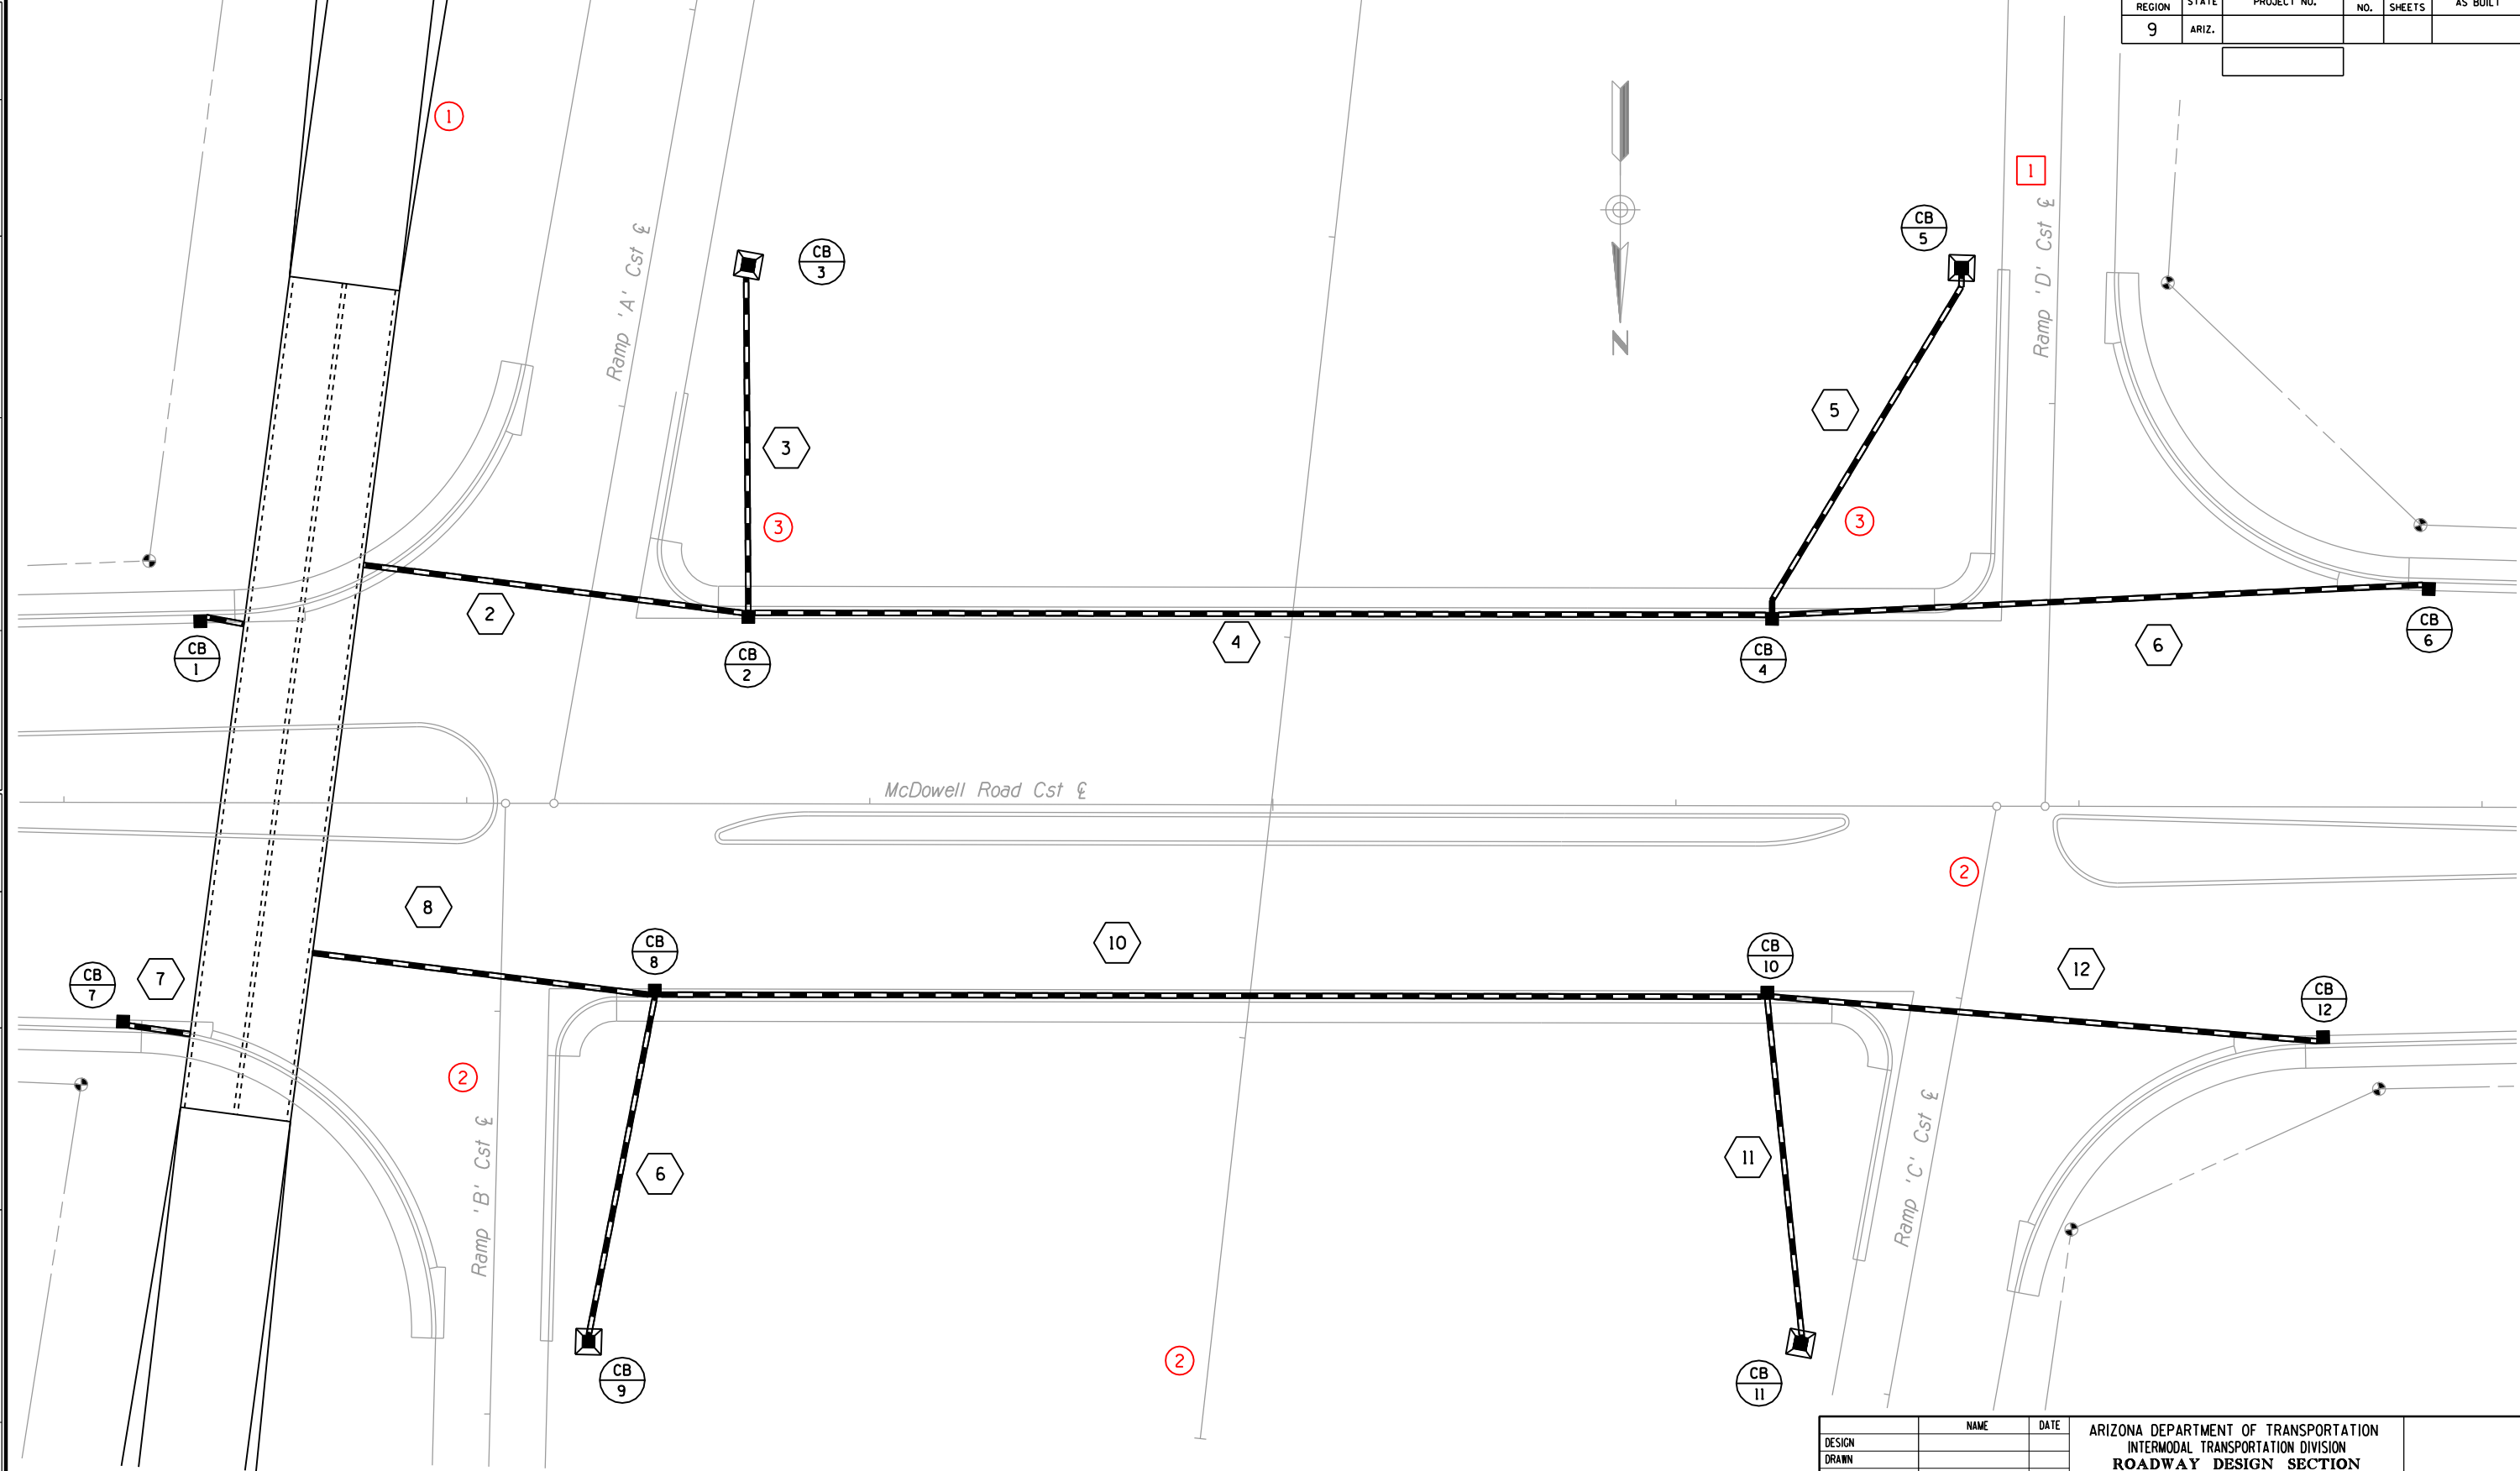 REGION STATE PROJECT NO. NO. SHEETS AS BUILT
9 ARIZ.
1
1
CB
5
CB
3
Ramp 'A' Cst ℄
Ramp 'D' Cst ℄
N
5
3
3
3
2
CB
1
CB
2
4
CB
4
6
CB
6
McDowell Road Cst ℄
2
8
CB
8
10
CB
10
12
CB
7
7
CB
12
2
Ramp 'B' Cst ℄
6
11
Ramp 'C' Cst ℄
2
CB
9
CB
11
NAME DATE
DESIGN
DRAWN
ARIZONA DEPARTMENT OF TRANSPORTATION
INTERMODAL TRANSPORTATION DIVISION
ROADWAY DESIGN SECTION